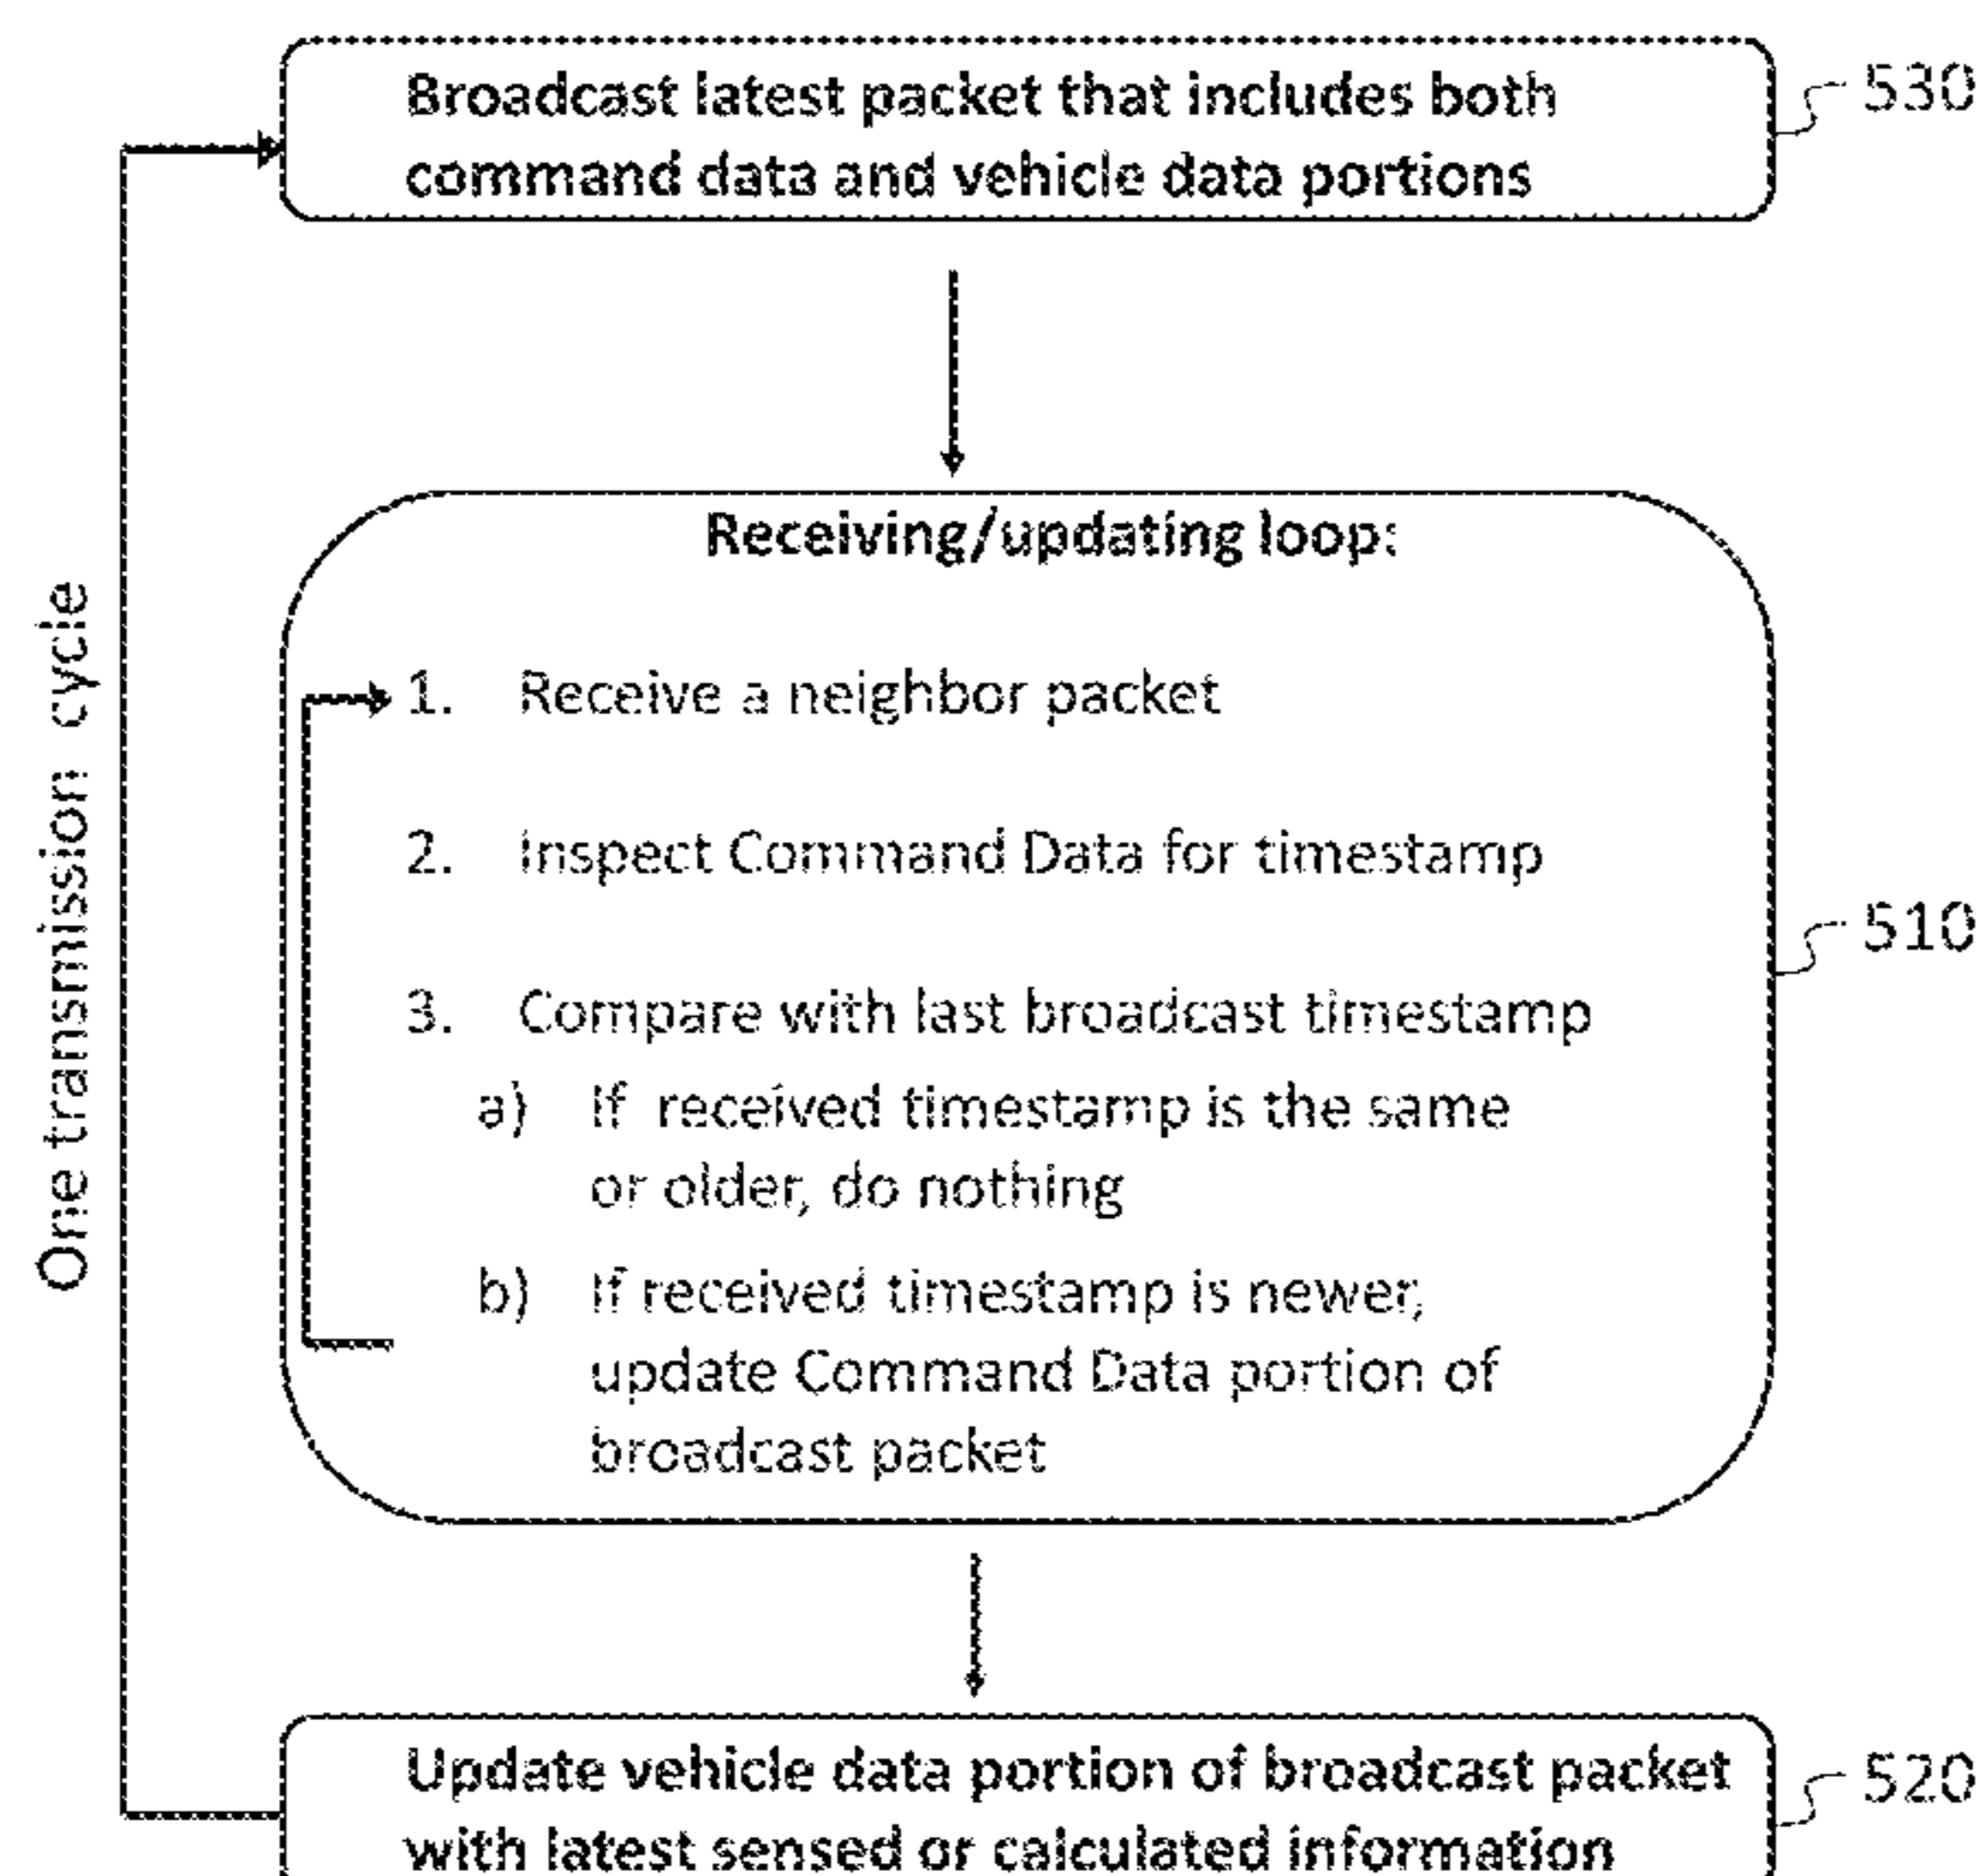 Broadcast latest packet that includes both
command data and vehicle data portions
530
Receiving/updating loop:
1. Receive a neighbor packet
2. Inspect Command Data for timestamp
510
3. Compare with last broadcast timestamp
a) If received timestamp is the same
or older, do nothing
b) If received timestamp is newer,
update Command Data portion of
broadcast packet
One transmission cycle
Update vehicle data portion of broadcast packet
with latest sensed or calculated information
520